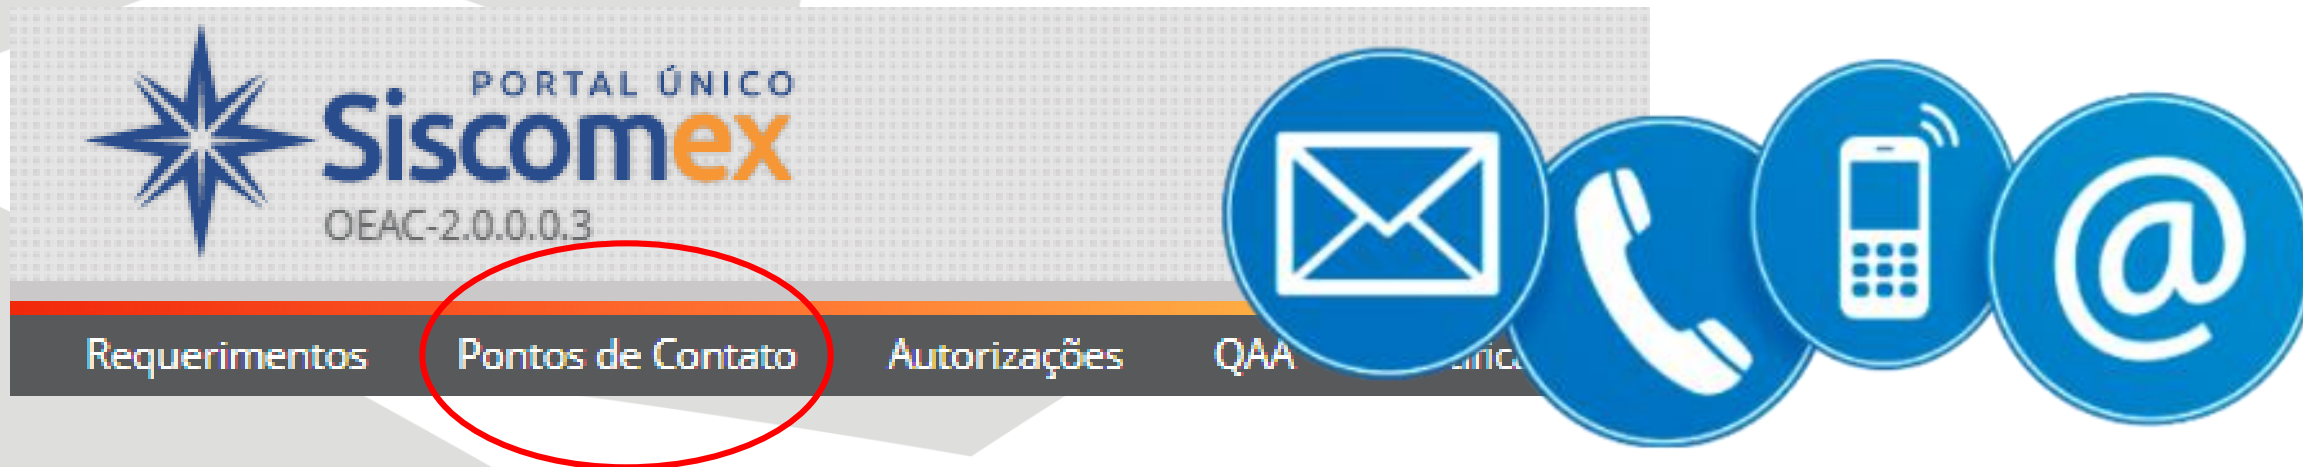 PORTAL ÚNICO
Siscomex
OEAC-2.0.0.0.3
Requerimentos Pontos de Contato Autorizações QAA
@